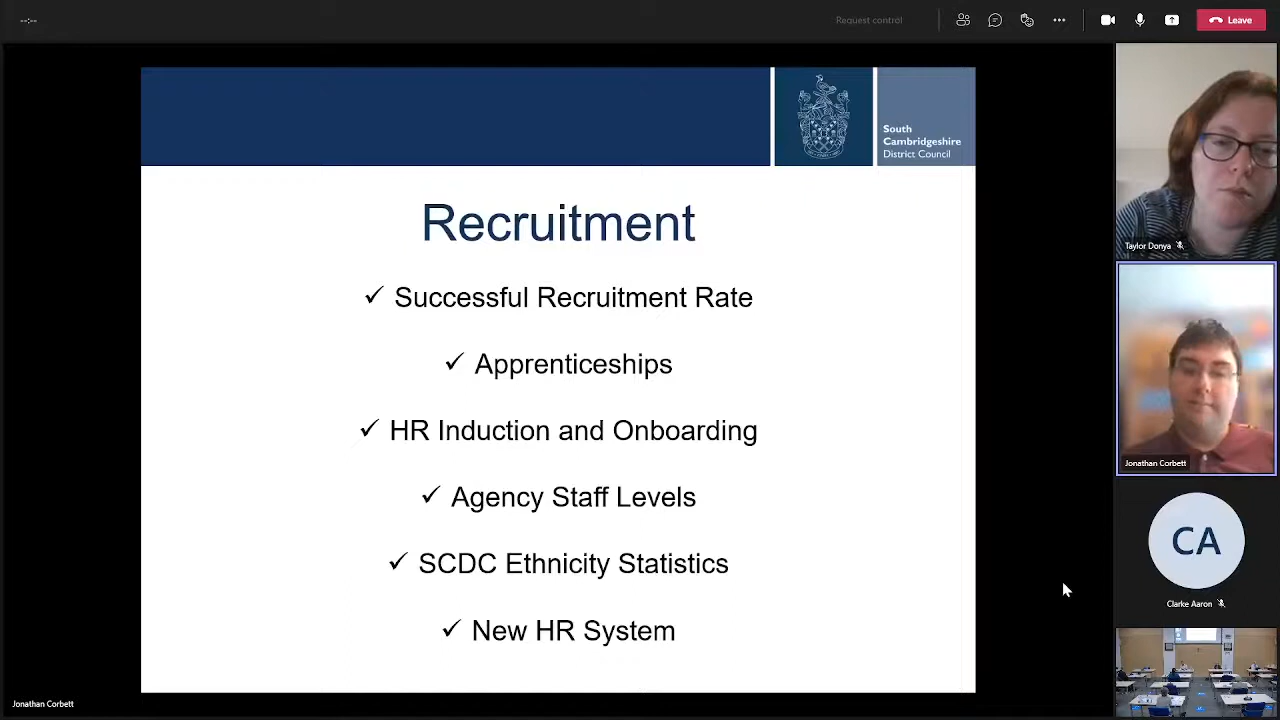 --:--
Request control
Leave
South
Cambridgeshire
District Council
Recruitment
✓ Successful Recruitment Rate
✓ Apprenticeships
✓ HR Induction and Onboarding
✓ Agency Staff Levels
✓ SCDC Ethnicity Statistics
✓ New HR System
Taylor Donya
Jonathan Corbett
CA
Clarke Aaron
Jonathan Corbett